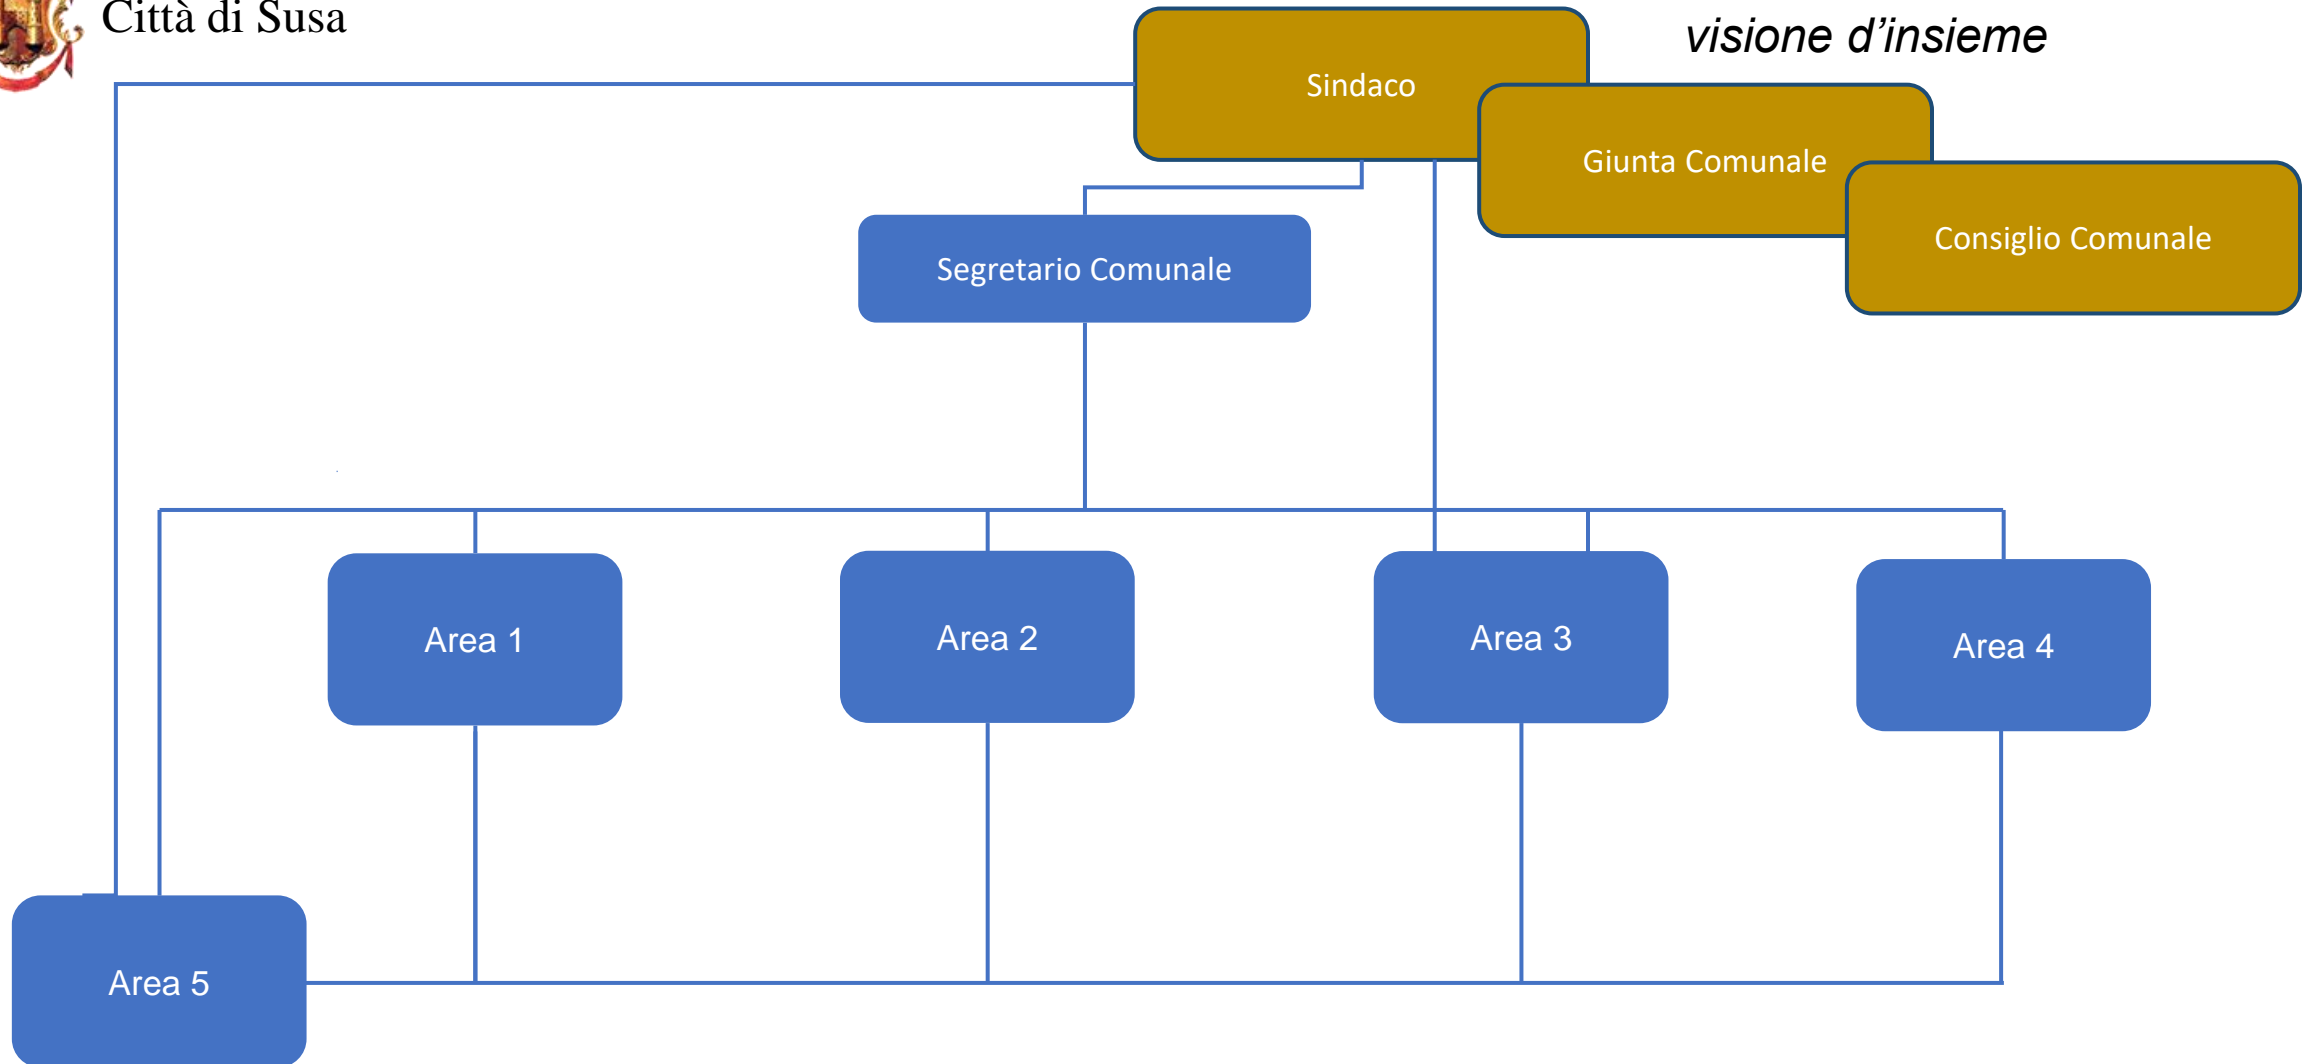 Città di Susa
visione d’insieme
Sindaco
Giunta Comunale
Consiglio Comunale
Segretario Comunale
Area 1
Area 2
Area 3
Area 4
Area 5